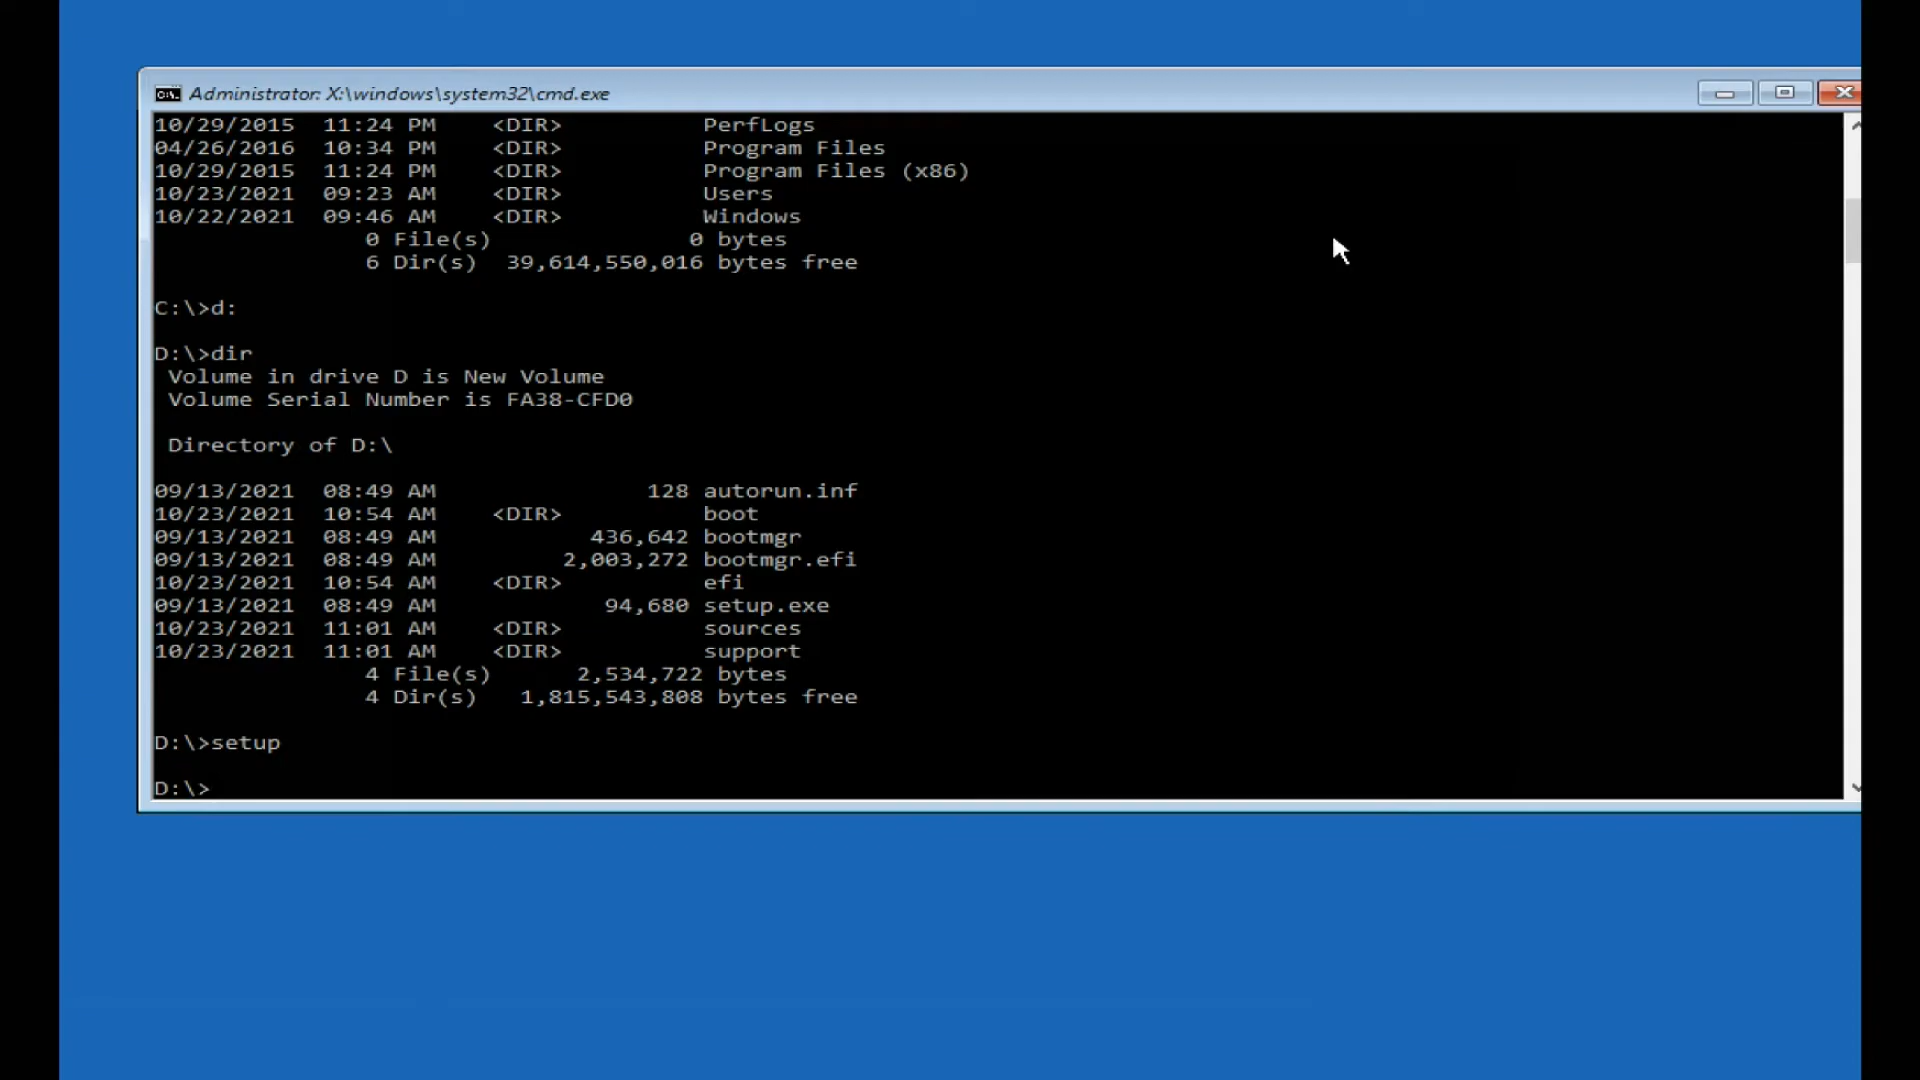 Administrator: X:\windows\system32\cmd.exe
10/29/2015  11:24 PM    <DIR>          PerfLogs
04/26/2016  10:34 PM    <DIR>          Program Files
10/29/2015  11:24 PM    <DIR>          Program Files (x86)
10/23/2021  09:23 AM    <DIR>          Users
10/22/2021  09:46 AM    <DIR>          Windows
               0 File(s)              0 bytes
               6 Dir(s)  39,614,550,016 bytes free
C:\>d:
D:\>dir
 Volume in drive D is New Volume
 Volume Serial Number is FA38-CFD0
 Directory of D:\
09/13/2021  08:49 AM               128 autorun.inf
10/23/2021  10:54 AM    <DIR>          boot
09/13/2021  08:49 AM           436,642 bootmgr
09/13/2021  08:49 AM         2,003,272 bootmgr.efi
10/23/2021  10:54 AM    <DIR>          efi
09/13/2021  08:49 AM            94,680 setup.exe
10/23/2021  11:01 AM    <DIR>          sources
10/23/2021  11:01 AM    <DIR>          support
               4 File(s)      2,534,722 bytes
               4 Dir(s)   1,815,543,808 bytes free
D:\>setup
D:\>